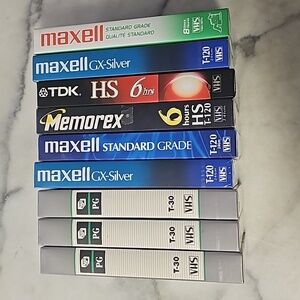 maxell STANDARD GRADE
QUALITÉ STANDARD
8
VHS
maxell GX-Silver T-120 VHS
TDK HS 6 hrs VHS
Memorex 6 hours HS T-120 VHS
maxell STANDARD GRADE T-120 VHS
maxell GX-Silver T-120 VHS
PG T-30 VHS
PG T-30 VHS
PG T-30 VHS